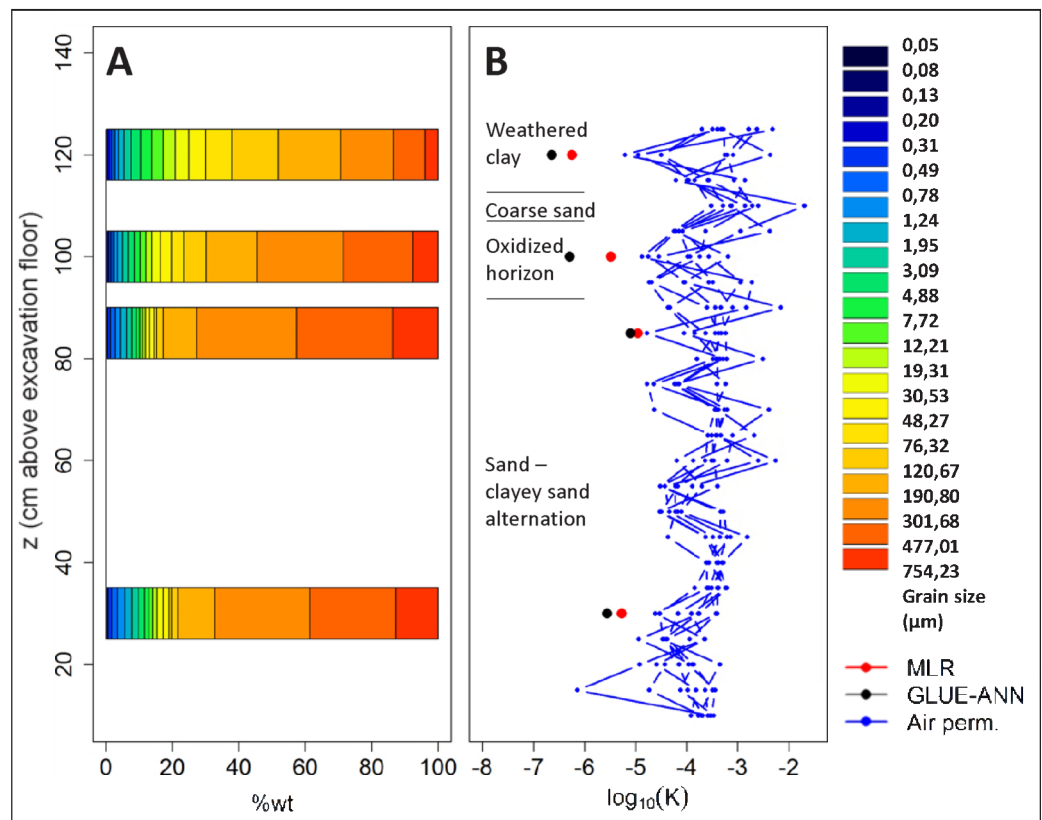 A
B
z (cm above excavation floor)
140
120
100
80
60
40
20
0 20 40 60 80 100
%wt
Weathered
clay
Coarse sand
Oxidized
horizon
Sand –
clayey sand
alternation
-8 -7 -6 -5 -4 -3 -2
log₁₀(K)
0,05
0,08
0,13
0,20
0,31
0,49
0,78
1,24
1,95
3,09
4,88
7,72
12,21
19,31
30,53
48,27
76,32
120,67
190,80
301,68
477,01
754,23
Grain size
(µm)
MLR
GLUE-ANN
Air perm.